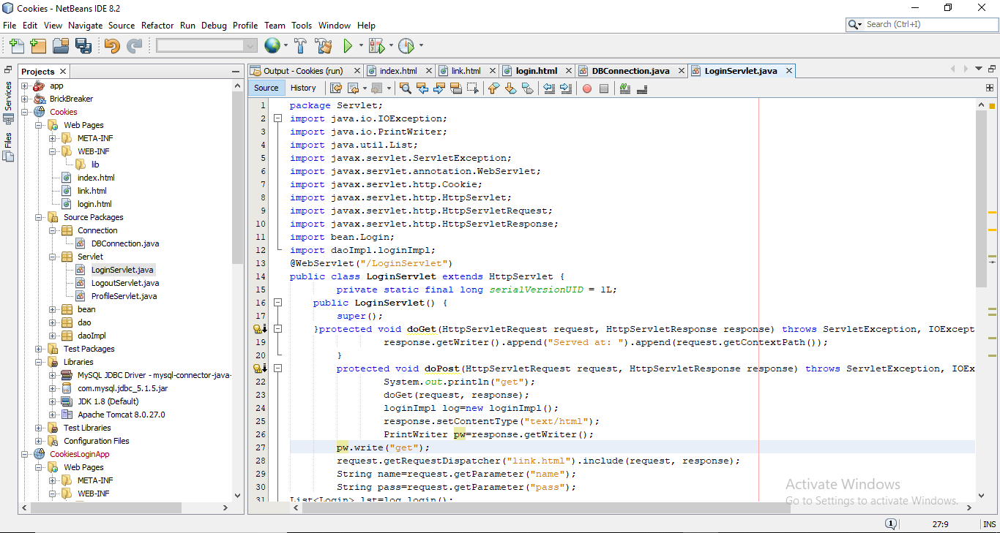 Cookies - NetBeans IDE 8.2
File Edit View Navigate Source Refactor Run Debug Profile Team Tools Window Help
Search (Ctrl+I)
Projects
Services
Files
app
BrickBreaker
Cookies
Web Pages
META-INF
WEB-INF
lib
index.html
link.html
login.html
Source Packages
Connection
DBConnection.java
Servlet
LoginServlet.java
LogoutServlet.java
ProfileServlet.java
bean
dao
daoImpl
Test Packages
Libraries
MySQL JDBC Driver - mysql-connector-java-
com.mysql.jdbc_5.1.5.jar
JDK 1.8 (Default)
Apache Tomcat 8.0.27.0
Test Libraries
Configuration Files
CookiesLoginApp
Web Pages
META-INF
WEB-INF
Output - Cookies (run) index.html link.html login.html DBConnection.java LoginServlet.java
Source History
1 package Servlet;
2 import java.io.IOException;
3 import java.io.PrintWriter;
4 import java.util.List;
5 import javax.servlet.ServletException;
6 import javax.servlet.annotation.WebServlet;
7 import javax.servlet.http.Cookie;
8 import javax.servlet.http.HttpServlet;
9 import javax.servlet.http.HttpServletRequest;
10 import javax.servlet.http.HttpServletResponse;
11 import bean.Login;
12 import daoImpl.loginImpl;
13 @WebServlet("/LoginServlet")
14 public class LoginServlet extends HttpServlet {
15 private static final long serialVersionUID = 1L;
16 public LoginServlet() {
17 super();
}protected void doGet(HttpServletRequest request, HttpServletResponse response) throws ServletException, IOExcept
19 response.getWriter().append("Served at: ").append(request.getContextPath());
20 }
protected void doPost(HttpServletRequest request, HttpServletResponse response) throws ServletException, IOEx
22 System.out.println("get");
23 doGet(request, response);
24 loginImpl log=new loginImpl();
25 response.setContentType("text/html");
26 PrintWriter pw=response.getWriter();
27 pw.write("get");
28 request.getRequestDispatcher("link.html").include(request, response);
29 String name=request.getParameter("name");
30 String pass=request.getParameter("pass");
31 List<Login> lst=log.login();
Activate Windows
Go to Settings to activate Windows.
1
27:9
INS